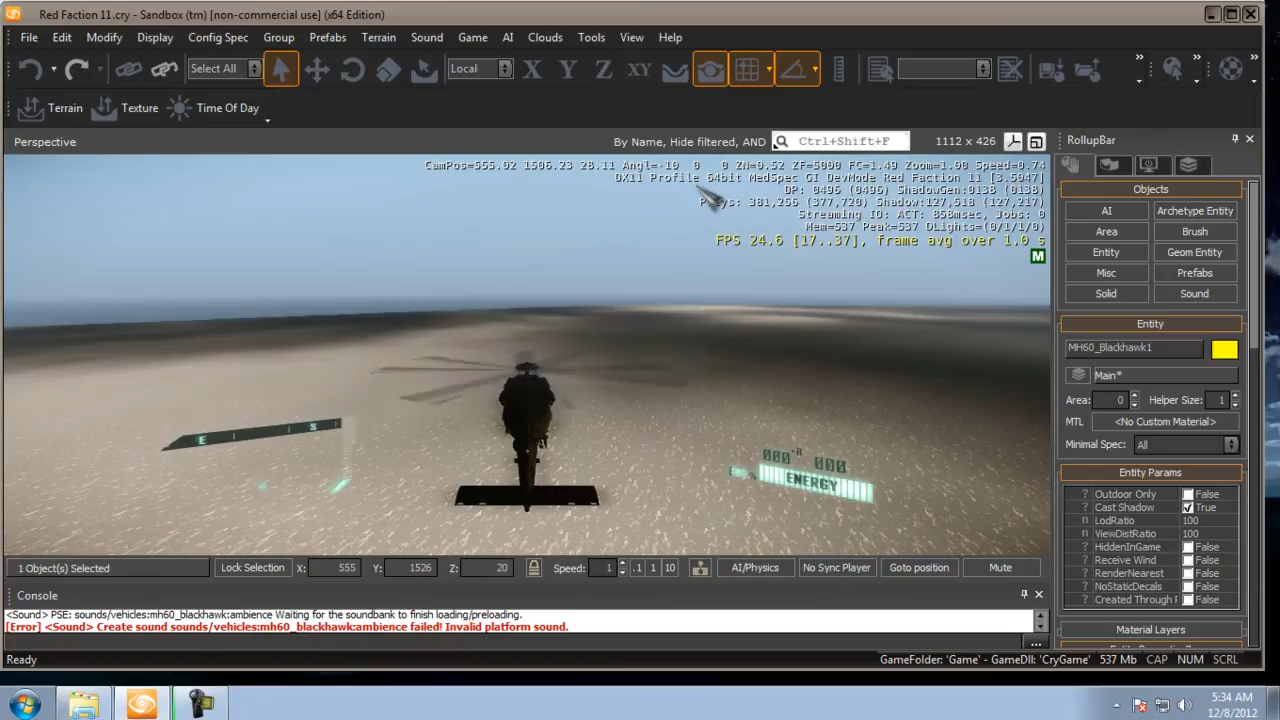 Red Faction 11.cry - Sandbox (tm) [non-commercial use] (x64 Edition)
File Edit Modify Display Config Spec Group Prefabs Terrain Sound Game AI Clouds Tools View Help
Select All Local X Y Z XY
Terrain Texture Time Of Day
Perspective By Name, Hide filtered, AND Ctrl+Shift+F 1112 x 426
RollupBar
CamPos=555.02 1506.23 28.11 Angl=-10 0 0 ZN=0.52 ZF=5000 FC=1.49 Zoom=1.00 Speed=0.74
DX11 Profile 64bit MedSpec GI DevMode Red Faction 11 [3.5047]
DP: 0496 (0496) ShadowGen:0138 (0138)
381,256 (377,720) Shadow:127,518 (127,217)
Streaming IO: ACT: 858msec, Jobs: 0
Mem=537 Peak=537 DLights=(0/1/1/0)
FPS 24.6 [17..37], frame avg over 1.0 s
M
E S
000 000
ENERGY
Objects
AI Archetype Entity
Area Brush
Entity Geom Entity
Misc Prefabs
Solid Sound
Entity
MH60_Blackhawk1
Main*
Area: 0 Helper Size: 1
MTL <No Custom Material>
Minimal Spec: All
Entity Params
? Outdoor Only False
? Cast Shadow True
n LodRatio 100
n ViewDistRatio 100
? HiddenInGame False
? Receive Wind False
? RenderNearest False
? NoStaticDecals False
? Created Through False
Material Layers
1 Object(s) Selected Lock Selection X: 555 Y: 1526 Z: 20 Speed: 1 .1 1 10 AI/Physics No Sync Player Goto position Mute
Console
<Sound> PSE: sounds/vehicles:mh60_blackhawk:ambience Waiting for the soundbank to finish loading/preloading.
[Error] <Sound> Create sound sounds/vehicles:mh60_blackhawk:ambience failed! Invalid platform sound.
...
Ready GameFolder: 'Game' - GameDll: 'CryGame' 537 Mb CAP NUM SCRL
5:34 AM
12/8/2012